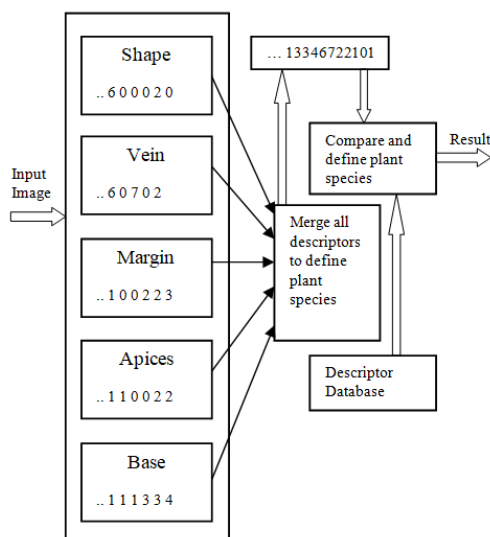 Input
Image
Shape
.. 6 0 0 0 2 0
Vein
.. 6 0 7 0 2
Margin
.. 1 0 0 2 2 3
Apices
.. 1 1 0 0 2 2
Base
.. 1 1 1 3 3 4
Merge all
descriptors
to define
plant
species
... 13346722101
Compare and
define plant
species
Result
Descriptor
Database